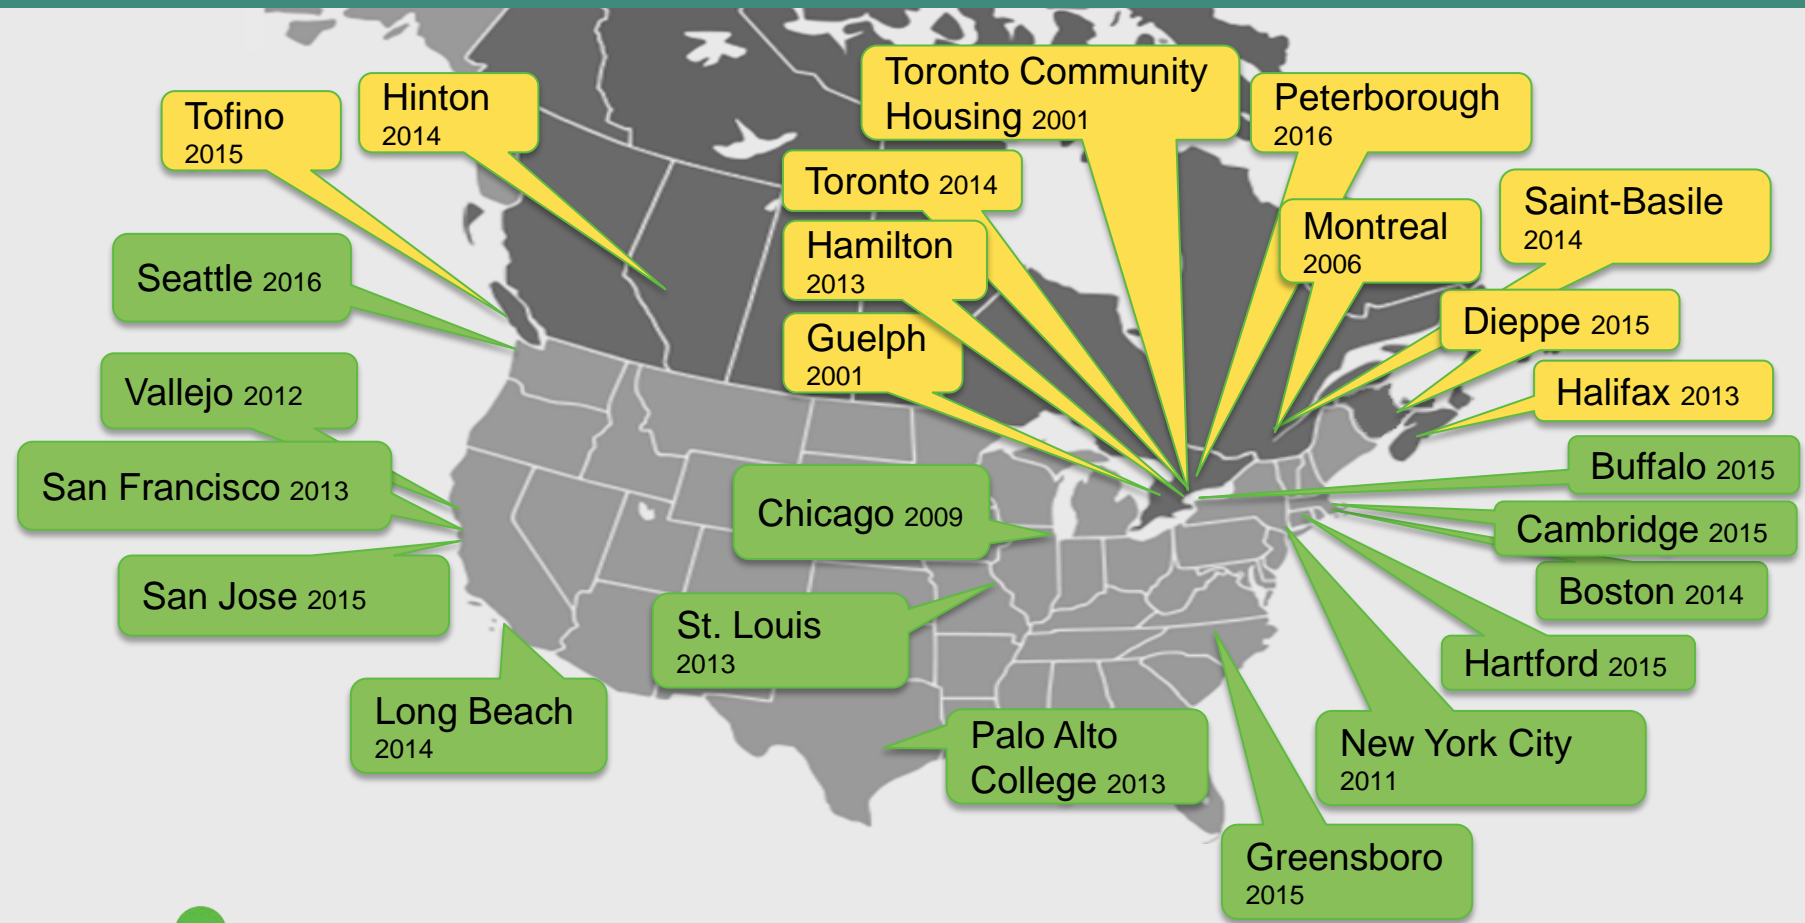 Tofino
2015
Hinton
2014
Toronto Community
Housing 2001
Peterborough
2016
Toronto 2014
Saint-Basile
2014
Montreal
2006
Hamilton
2013
Seattle 2016
Dieppe 2015
Guelph
2001
Vallejo 2012
Halifax 2013
San Francisco 2013
Buffalo 2015
Chicago 2009
Cambridge 2015
San Jose 2015
Boston 2014
St. Louis
2013
Hartford 2015
Long Beach
2014
Palo Alto
College 2013
New York City
2011
Greensboro
2015